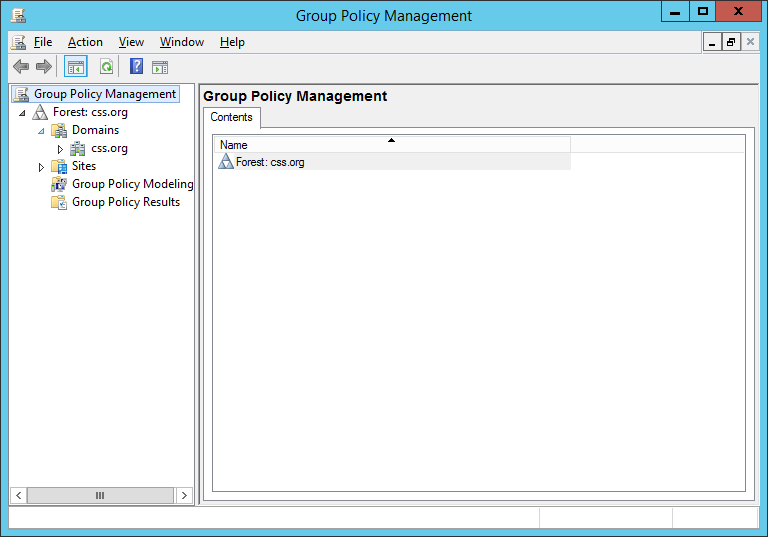 Group Policy Management
File Action View Window Help
Group Policy Management
Forest: css.org
Domains
css.org
Sites
Group Policy Modeling
Group Policy Results
Group Policy Management
Contents
Name
Forest: css.org